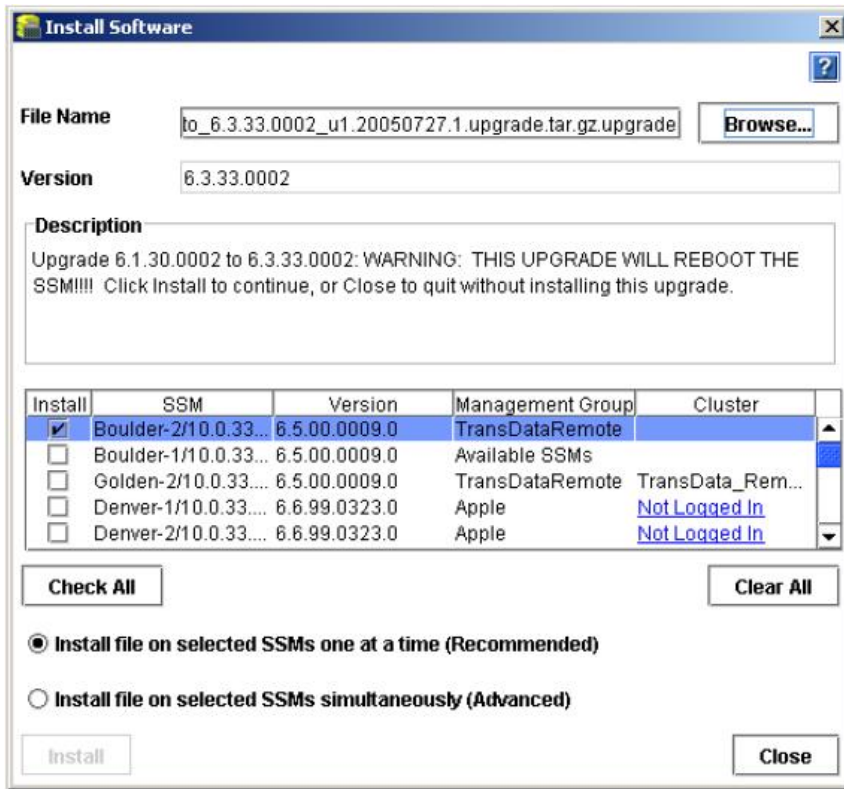 Install Software
?
File Name
to_6.3.33.0002_u1.20050727.1.upgrade.tar.gz.upgrade
Browse...
Version
6.3.33.0002
Description
Upgrade 6.1.30.0002 to 6.3.33.0002: WARNING: THIS UPGRADE WILL REBOOT THE
SSM!!!! Click Install to continue, or Close to quit without installing this upgrade.
Install SSM Version Management Group Cluster
Boulder-2/10.0.33... 6.5.00.0009.0 TransDataRemote
Boulder-1/10.0.33... 6.5.00.0009.0 Available SSMs
Golden-2/10.0.33.... 6.5.00.0009.0 TransDataRemote TransData_Rem...
Denver-1/10.0.33.... 6.6.99.0323.0 Apple Not Logged In
Denver-2/10.0.33.... 6.6.99.0323.0 Apple Not Logged In
Check All
Clear All
Install file on selected SSMs one at a time (Recommended)
Install file on selected SSMs simultaneously (Advanced)
Install
Close